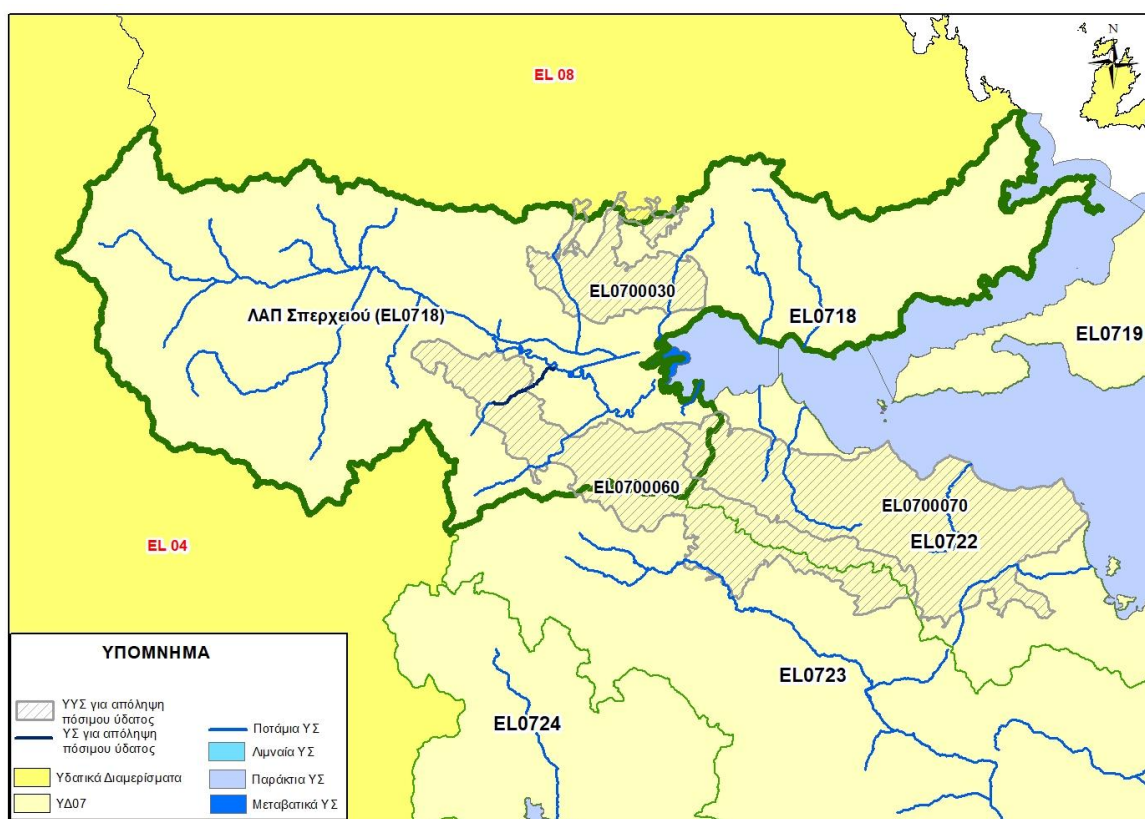 N
EL 08
EL0700030
ΛΑΠ Σπερχειού (EL0718)
EL0718
EL0719
EL0700060
EL0700070
EL0722
EL 04
EL0723
EL0724
ΥΠΟΜΝΗΜΑ
ΥΥΣ για απόληψη
πόσιμου ύδατος
ΥΣ για απόληψη
πόσιμου ύδατος
Υδατικά Διαμερίσματα
ΥΔ07
Ποτάμια ΥΣ
Λιμναία ΥΣ
Παράκτια ΥΣ
Μεταβατικά ΥΣ